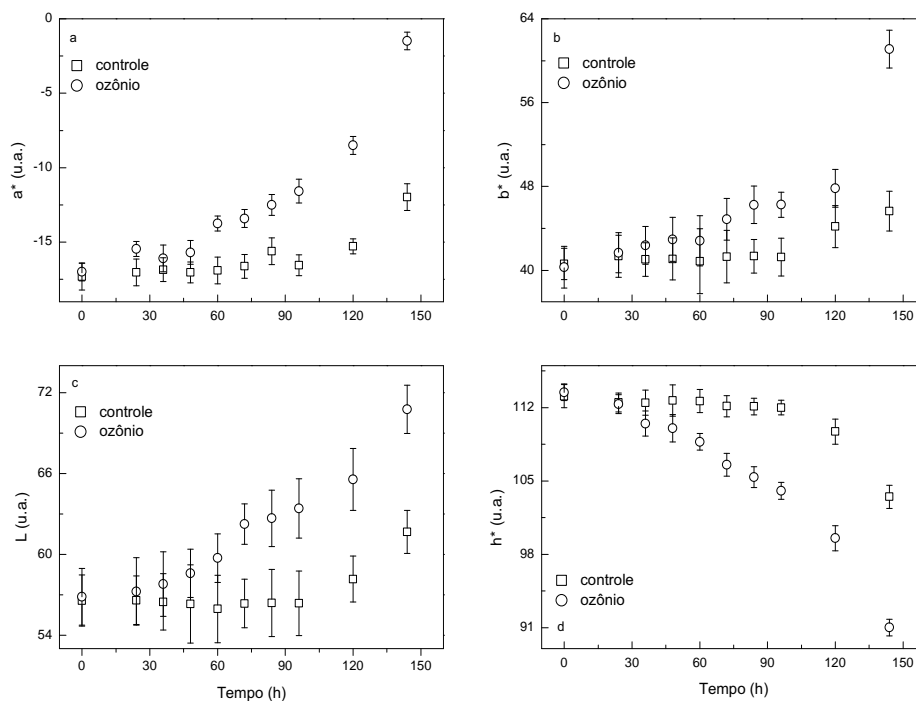 a
controle
ozônio
a* (u.a.)
0
-5
-10
-15
0 30 60 90 120 150
b
controle
ozônio
b* (u.a.)
64
56
48
40
0 30 60 90 120 150
c
controle
ozônio
L (u.a.)
72
66
60
54
0 30 60 90 120 150
Tempo (h)
h* (u.a.)
112
105
98
91
controle
ozônio
d
0 30 60 90 120 150
Tempo (h)